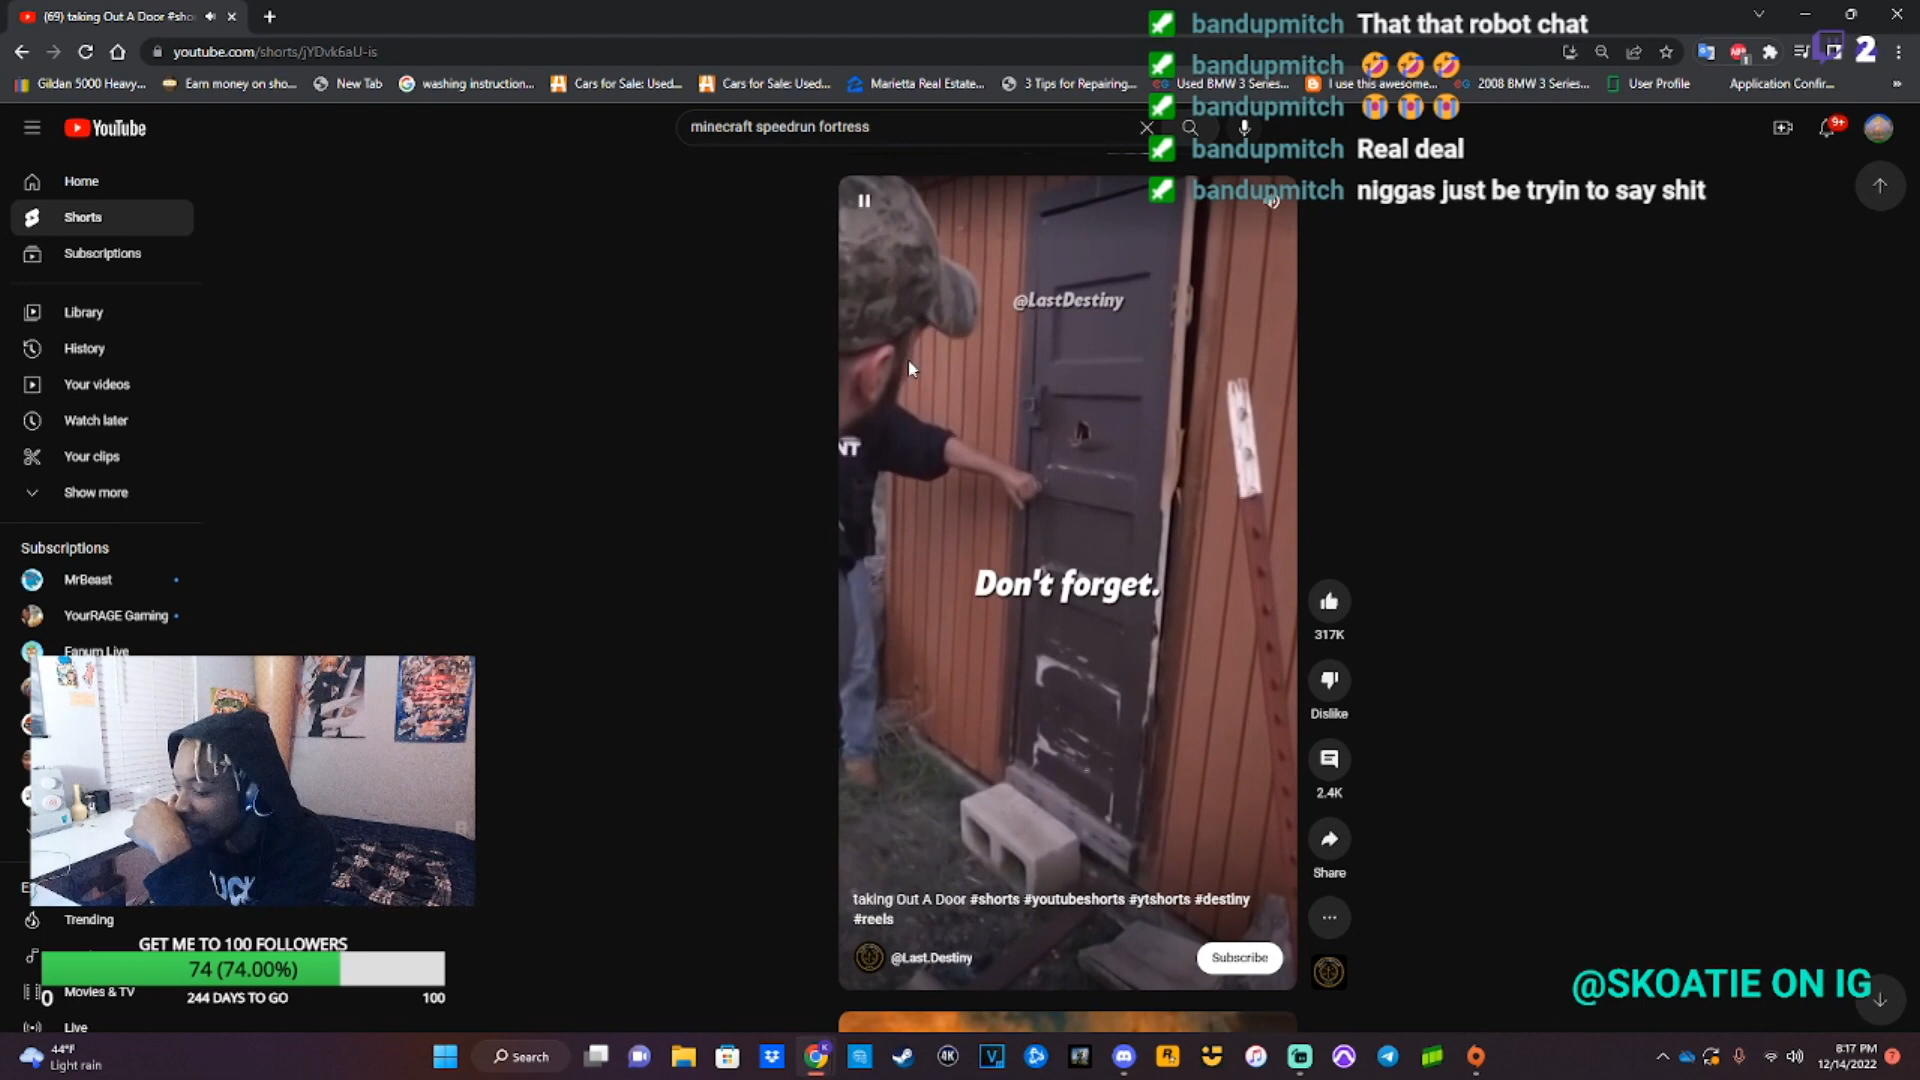 (69) taking Out A Door #sho
youtube.com/shorts/jYDvk6aU-is
2
Gildan 5000 Heavy...
Earn money on sho...
New Tab
washing instruction...
Cars for Sale: Used...
Cars for Sale: Used...
Marietta Real Estate...
3 Tips for Repairing...
Used BMW 3 Series...
I use this awesome...
2008 BMW 3 Series...
User Profile
Application Confir...
bandupmitch That that robot chat
bandupmitch 🤣🤣🤣
bandupmitch 😭😭😭
bandupmitch Real deal
bandupmitch niggas just be tryin to say shit
YouTube
minecraft speedrun fortress
9+
Home
Shorts
Subscriptions
Library
History
Your videos
Watch later
Your clips
Show more
Subscriptions
MrBeast
YourRAGE Gaming
Fanum Live
Trending
Movies & TV
Live
@LastDestiny
NT
Don't forget.
taking Out A Door #shorts #youtubeshorts #ytshorts #destiny
#reels
@Last.Destiny
Subscribe
317K
Dislike
2.4K
Share
GET ME TO 100 FOLLOWERS
74 (74.00%)
0
244 DAYS TO GO
100
@SKOATIE ON IG
44°F
Light rain
Search
8:17 PM
12/14/2022
7